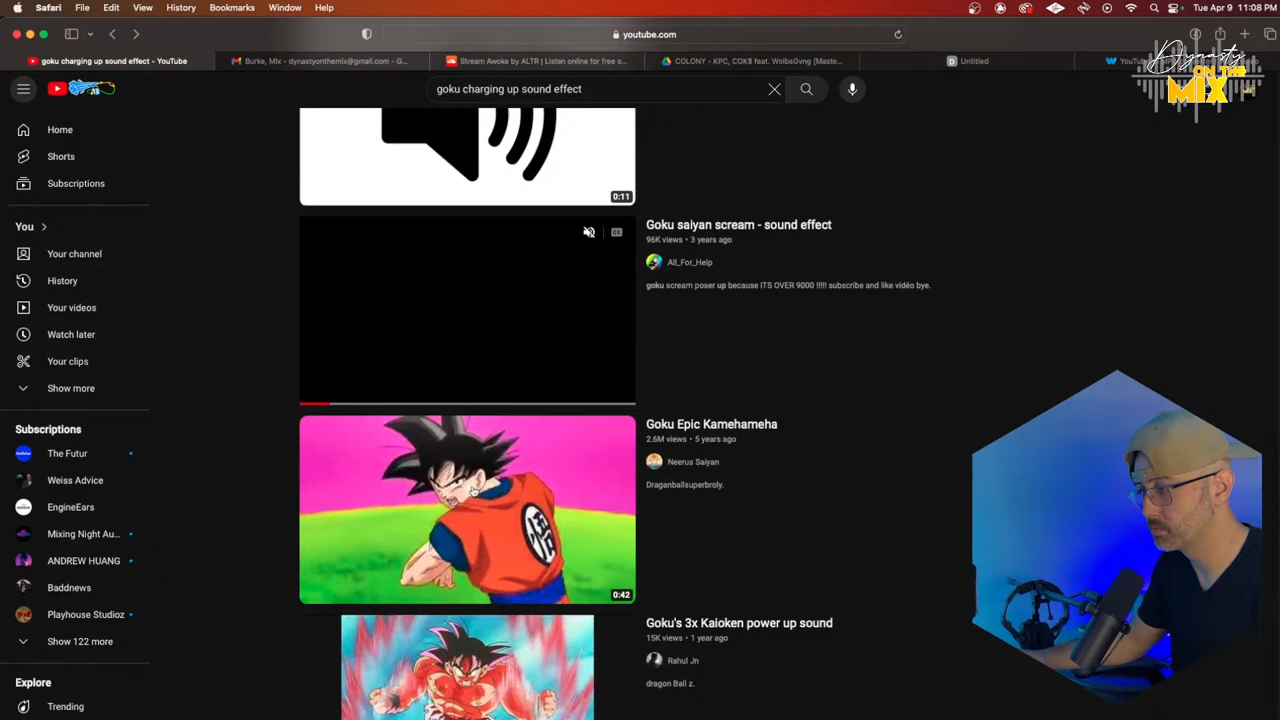 Safari File Edit View History Bookmarks Window Help
Tue Apr 9 11:08 PM
youtube.com
goku charging up sound effect - YouTube
Burke, MIx - dynastyonthemix@gmail.com - G...
Stream Awoke by ALTR | Listen online for free o...
COLONY - KPC, COK$ feat. WolbsGvng [Maste...
Untitled
Dynasty
ON THE
MIX
goku charging up sound effect
Home
Shorts
Subscriptions
You
Your channel
History
Your videos
Watch later
Your clips
Show more
Subscriptions
The Futur
Weiss Advice
EngineEars
Mixing Night Au...
ANDREW HUANG
Baddnews
Playhouse Studioz
Show 122 more
Explore
Trending
0:11
Goku saiyan scream - sound effect
96K views • 3 years ago
All_For_Help
goku scream poser up because ITS OVER 9000 !!!!! subscribe and like vidéo bye.
CC
Goku Epic Kamehameha
2.6M views • 5 years ago
Neerus Saiyan
Draganballsuperbroly.
悟
0:42
Goku's 3x Kaioken power up sound
15K views • 1 year ago
Rahul Jn
dragon Ball z.